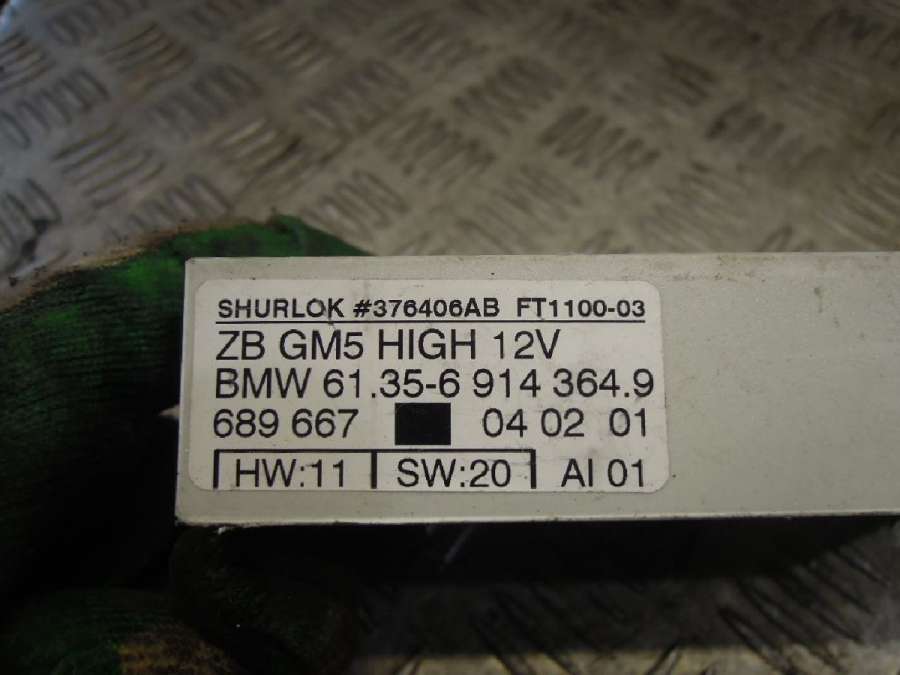 SHURLOK #376406AB FT1100-03
ZB GM5 HIGH 12V
BMW 61.35-6 914 364.9
689 667 04 02 01
HW:11 SW:20 AI 01